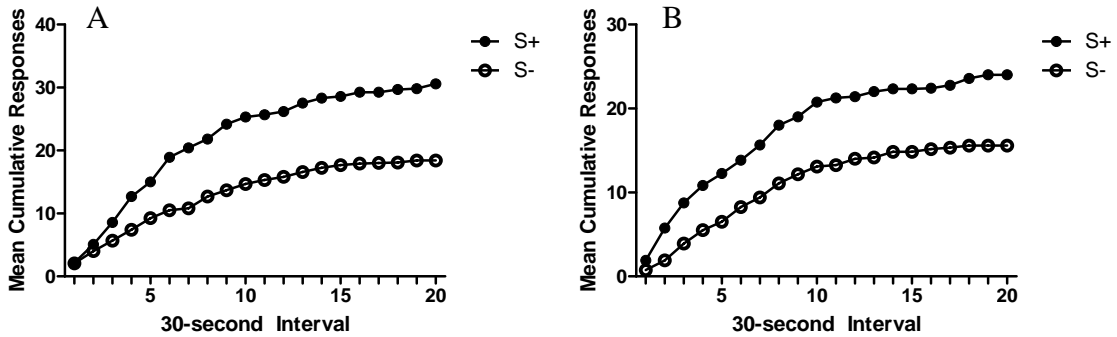 A
Mean Cumulative Responses
40
30
20
10
0
5 10 15 20
30-second Interval
S+
S-
B
Mean Cumulative Responses
30
20
10
0
5 10 15 20
30-second Interval
S+
S-